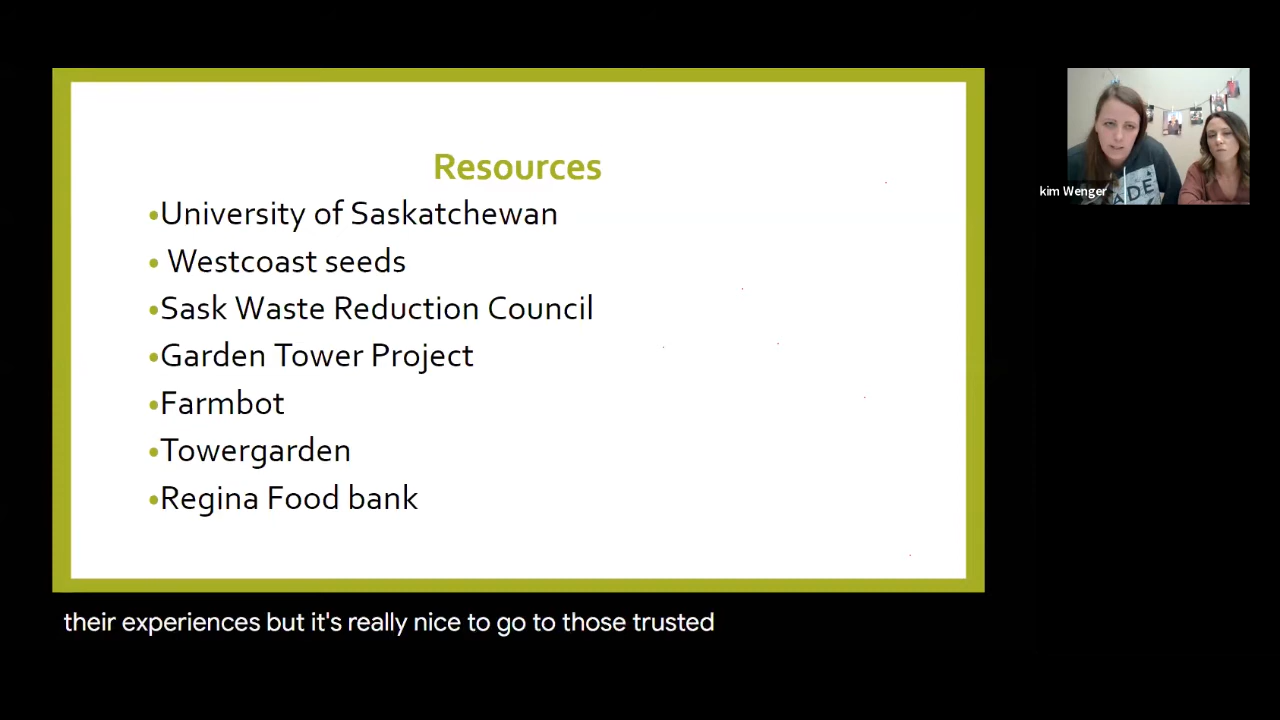 Resources
•University of Saskatchewan
• Westcoast seeds
•Sask Waste Reduction Council
•Garden Tower Project
•Farmbot
•Towergarden
•Regina Food bank
kim Wenger
ADE
their experiences but it's really nice to go to those trusted